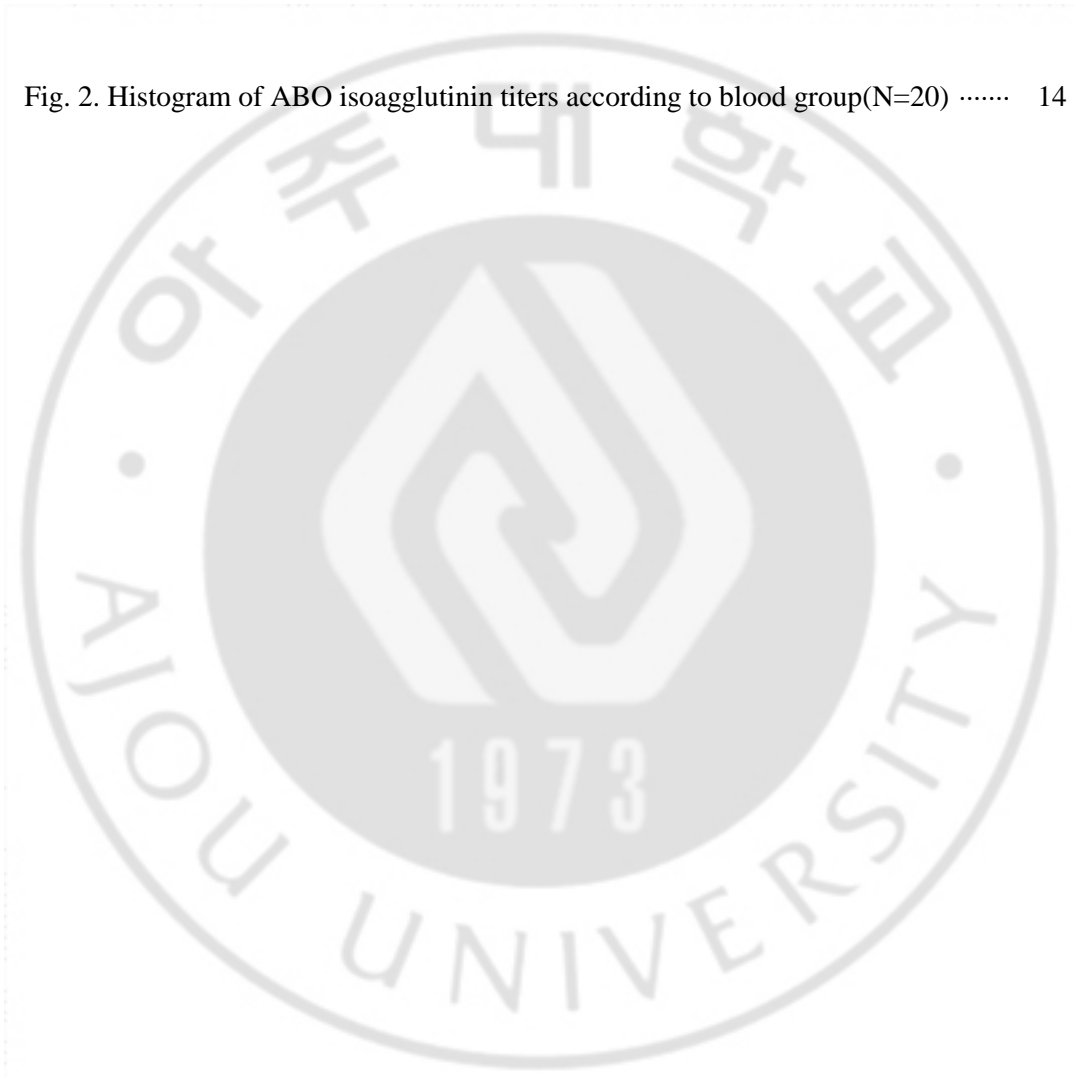 Fig. 2. Histogram of ABO isoagglutinin titers according to blood group(N=20) ······· 14
아주대학교
1973
AJOU UNIVERSITY